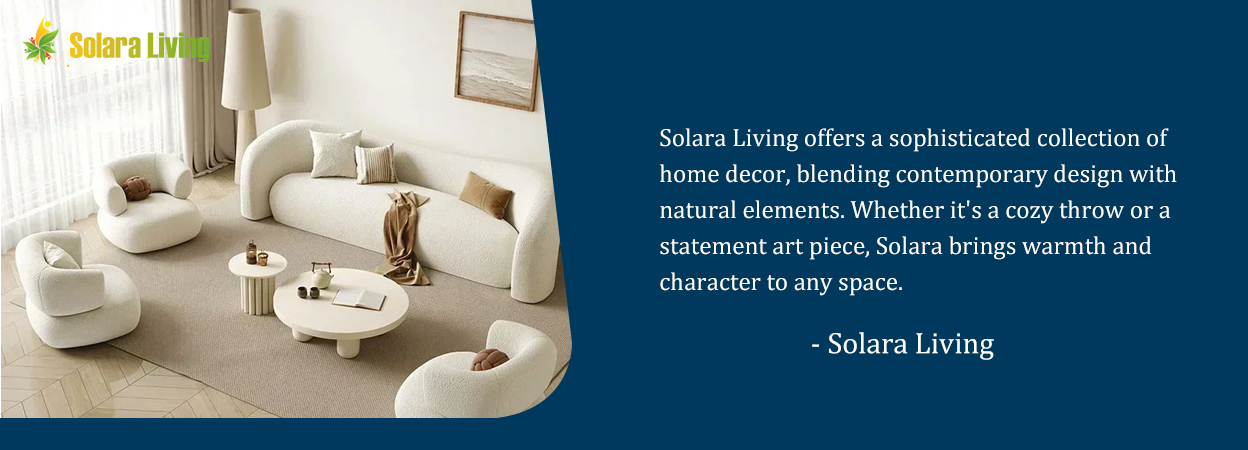 Solara Living
Solara Living offers a sophisticated collection of
home decor, blending contemporary design with
natural elements. Whether it's a cozy throw or a
statement art piece, Solara brings warmth and
character to any space.
- Solara Living